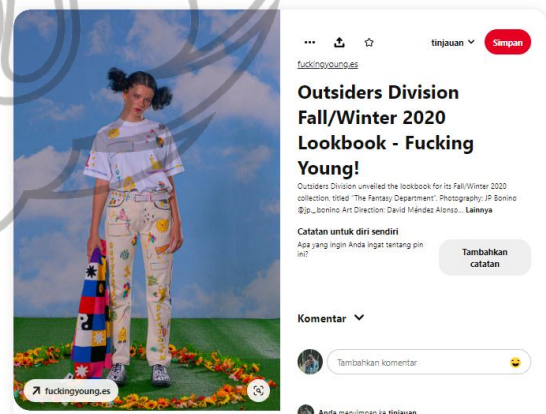 tinjauan
Simpan
fuckingyoung.es
Outsiders Division
Fall/Winter 2020
Lookbook - Fucking
Young!
Outsiders Division unveiled the lookbook for its Fall/Winter 2020
collection, titled "The Fantasy Department". Photography: JP Bonino
@jp._.bonino Art Direction: David Méndez Alonso... Lainnya
Catatan untuk diri sendiri
Apa yang ingin Anda ingat tentang pin
ini?
Tambahkan
catatan
Komentar
Tambahkan komentar
fuckingyoung.es
Anda menyimpan ke tinjauan